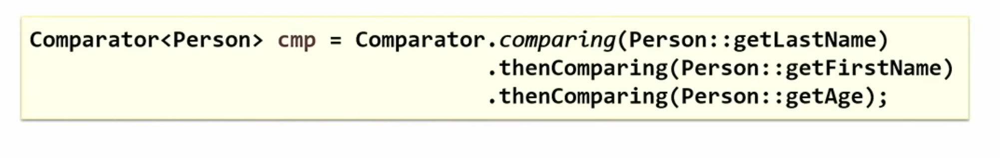 Comparator<Person> cmp = Comparator.comparing(Person::getLastName)
.thenComparing(Person::getFirstName)
.thenComparing(Person::getAge);